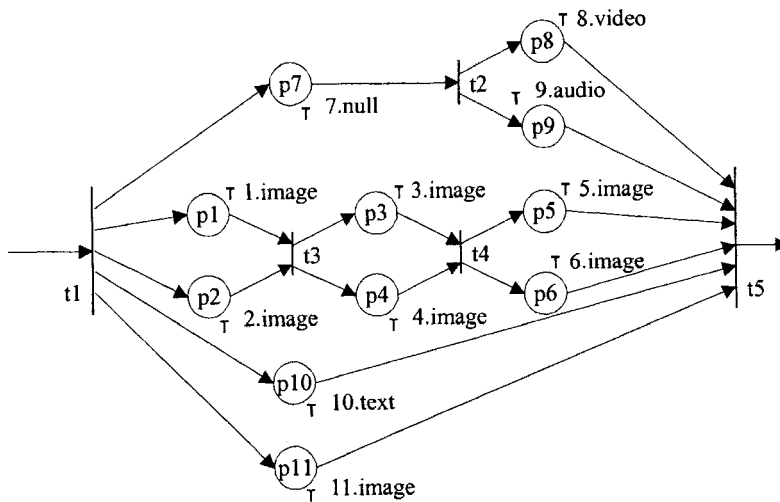 p8 τ 8.video
p7 τ 7.null
t2
τ 9.audio
p9
τ 1.image
τ 3.image
τ 5.image
p1
p3
p5
t3
t4
τ 6.image
t1
p2
p4
p6
t5
τ 2.image
τ 4.image
p10
τ 10.text
p11
τ 11.image